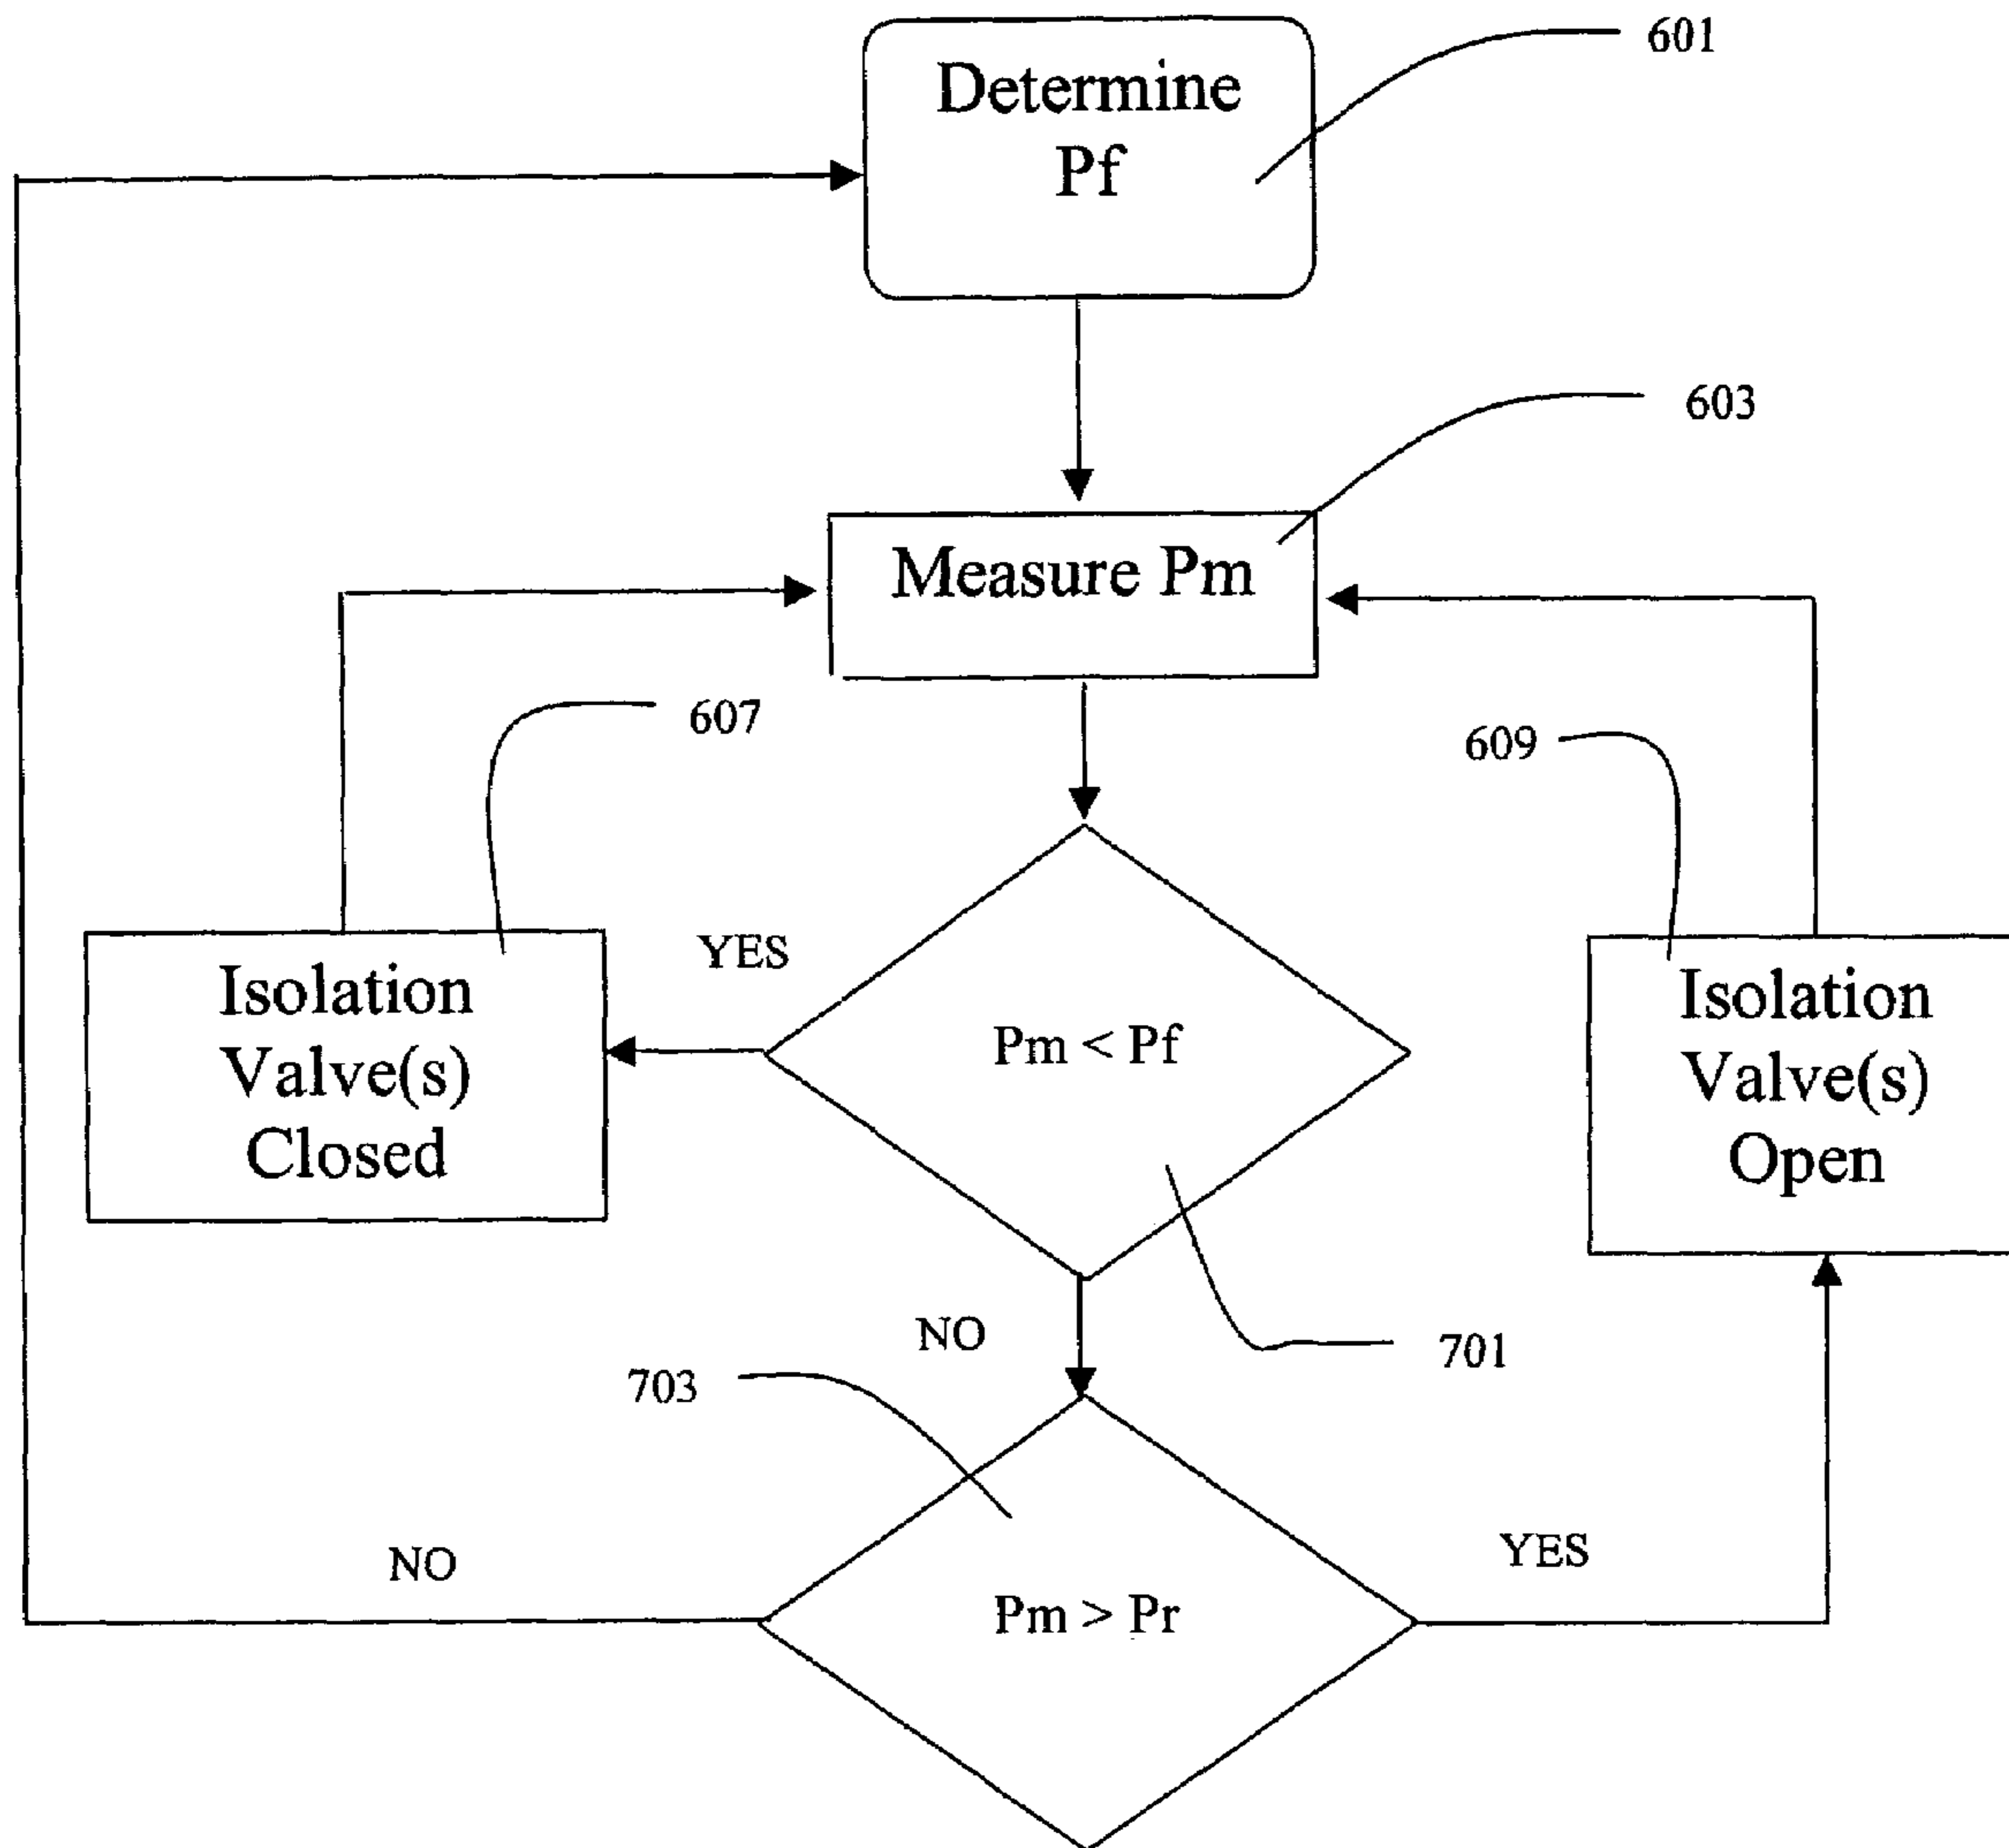 601
Determine
Pf
603
Measure Pm
607
609
YES
Isolation
Valve(s)
Closed
Pm < Pf
Isolation
Valve(s)
Open
NO
701
703
NO
YES
Pm > Pr